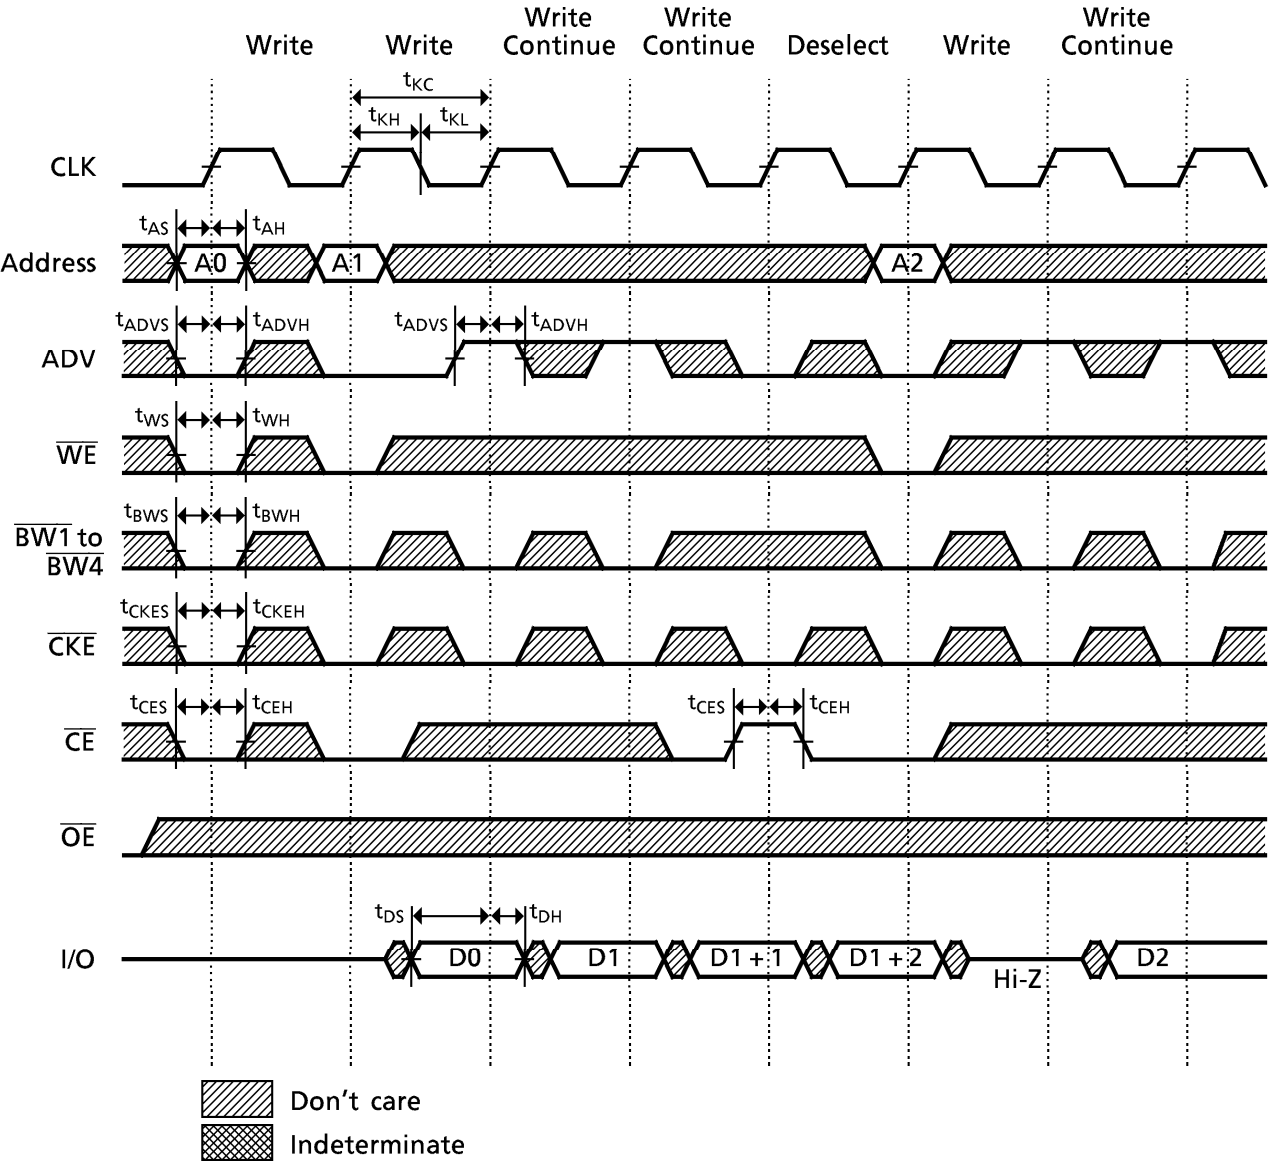 Write Write Write
Write Write Continue Continue Deselect Write Continue
tKC
tKH tKL
CLK
tAS tAH
Address A0 A1 A2
tADVS tADVH tADVS tADVH
ADV
tWS tWH
WE
tBWS tBWH
BW1 to
BW4
tCKES tCKEH
CKE
tCES tCEH tCES tCEH
CE
OE
tDS tDH
I/O D0 D1 D1 + 1 D1 + 2 D2
Hi-Z
Don't care
Indeterminate